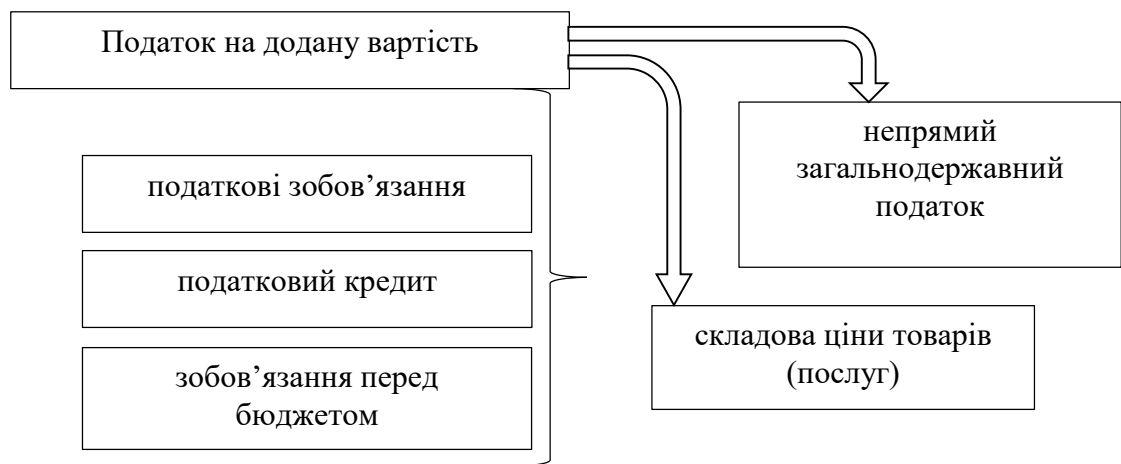 Податок на додану вартість
непрямий
загальнодержавний
податок
податкові зобов’язання
податковий кредит
складова ціни товарів
(послуг)
зобов’язання перед
бюджетом